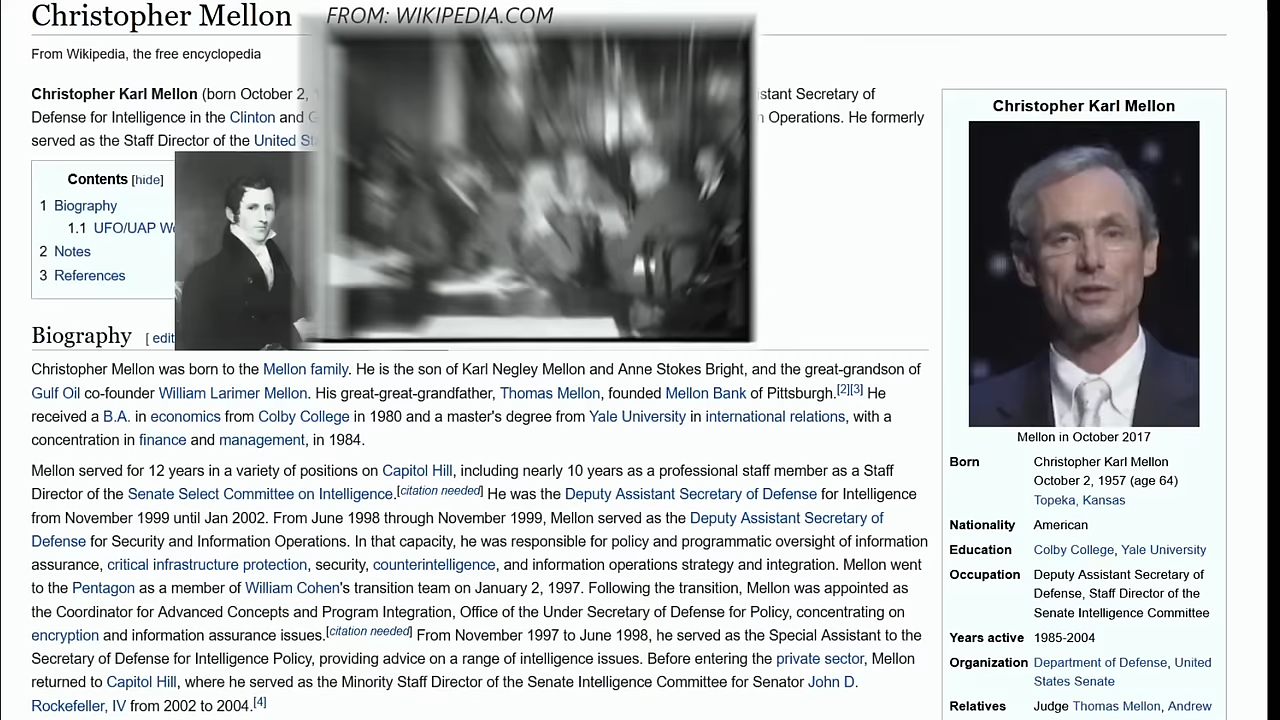 Christopher Mellon
FROM: WIKIPEDIA.COM
From Wikipedia, the free encyclopedia
Christopher Karl Mellon (born October 2, stant Secretary of
Defense for Intelligence in the Clinton and G n Operations. He formerly
served as the Staff Director of the United St
Contents [hide]
1 Biography
1.1 UFO/UAP Wo
2 Notes
3 References
Biography [ edit
Christopher Mellon was born to the Mellon family. He is the son of Karl Negley Mellon and Anne Stokes Bright, and the great-grandson of
Gulf Oil co-founder William Larimer Mellon. His great-great-grandfather, Thomas Mellon, founded Mellon Bank of Pittsburgh.[2][3] He
received a B.A. in economics from Colby College in 1980 and a master's degree from Yale University in international relations, with a
concentration in finance and management, in 1984.
Mellon served for 12 years in a variety of positions on Capitol Hill, including nearly 10 years as a professional staff member as a Staff
Director of the Senate Select Committee on Intelligence.[citation needed] He was the Deputy Assistant Secretary of Defense for Intelligence
from November 1999 until Jan 2002. From June 1998 through November 1999, Mellon served as the Deputy Assistant Secretary of
Defense for Security and Information Operations. In that capacity, he was responsible for policy and programmatic oversight of information
assurance, critical infrastructure protection, security, counterintelligence, and information operations strategy and integration. Mellon went
to the Pentagon as a member of William Cohen's transition team on January 2, 1997. Following the transition, Mellon was appointed as
the Coordinator for Advanced Concepts and Program Integration, Office of the Under Secretary of Defense for Policy, concentrating on
encryption and information assurance issues.[citation needed] From November 1997 to June 1998, he served as the Special Assistant to the
Secretary of Defense for Intelligence Policy, providing advice on a range of intelligence issues. Before entering the private sector, Mellon
returned to Capitol Hill, where he served as the Minority Staff Director of the Senate Intelligence Committee for Senator John D.
Rockefeller, IV from 2002 to 2004.[4]
Christopher Karl Mellon
Mellon in October 2017
Born Christopher Karl Mellon
October 2, 1957 (age 64)
Topeka, Kansas
Nationality American
Education Colby College, Yale University
Occupation Deputy Assistant Secretary of
Defense, Staff Director of the
Senate Intelligence Committee
Years active 1985-2004
Organization Department of Defense, United
States Senate
Relatives Judge Thomas Mellon, Andrew